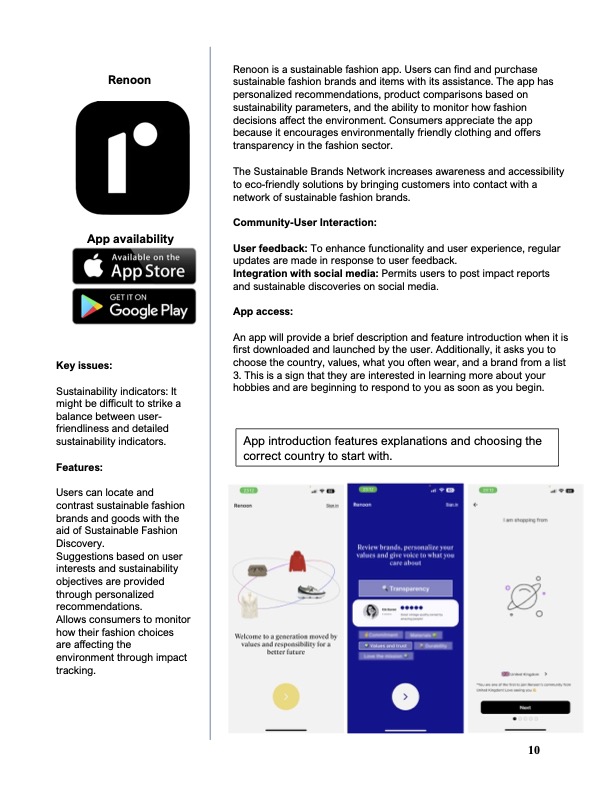 Renoon
App availability
Available on the
App Store
GET IT ON
Google Play
Key issues:
Sustainability indicators: It
might be difficult to strike a
balance between user-
friendliness and detailed
sustainability indicators.
Features:
Users can locate and
contrast sustainable fashion
brands and goods with the
aid of Sustainable Fashion
Discovery.
Suggestions based on user
interests and sustainability
objectives are provided
through personalized
recommendations.
Allows consumers to monitor
how their fashion choices
are affecting the
environment through impact
tracking.
Renoon is a sustainable fashion app. Users can find and purchase
sustainable fashion brands and items with its assistance. The app has
personalized recommendations, product comparisons based on
sustainability parameters, and the ability to monitor how fashion
decisions affect the environment. Consumers appreciate the app
because it encourages environmentally friendly clothing and offers
transparency in the fashion sector.
The Sustainable Brands Network increases awareness and accessibility
to eco-friendly solutions by bringing customers into contact with a
network of sustainable fashion brands.
Community-User Interaction:
User feedback: To enhance functionality and user experience, regular
updates are made in response to user feedback.
Integration with social media: Permits users to post impact reports
and sustainable discoveries on social media.
App access:
An app will provide a brief description and feature introduction when it is
first downloaded and launched by the user. Additionally, it asks you to
choose the country, values, what you often wear, and a brand from a list
3. This is a sign that they are interested in learning more about your
hobbies and are beginning to respond to you as soon as you begin.
App introduction features explanations and choosing the
correct country to start with.
Renoon
Sign in
Welcome to a generation moved by
values and responsibility for a
better future
Renoon
Sign in
Review brands, personalize your
values and give voice to what you
care about
Transparency
Commitment
Materials
Values and trust
Durability
Love the mission
I am shopping from
United Kingdom
Next
10